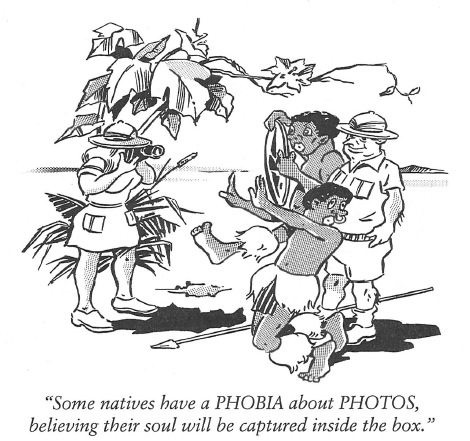 “Some natives have a PHOBIA about PHOTOS,
believing their soul will be captured inside the box.”